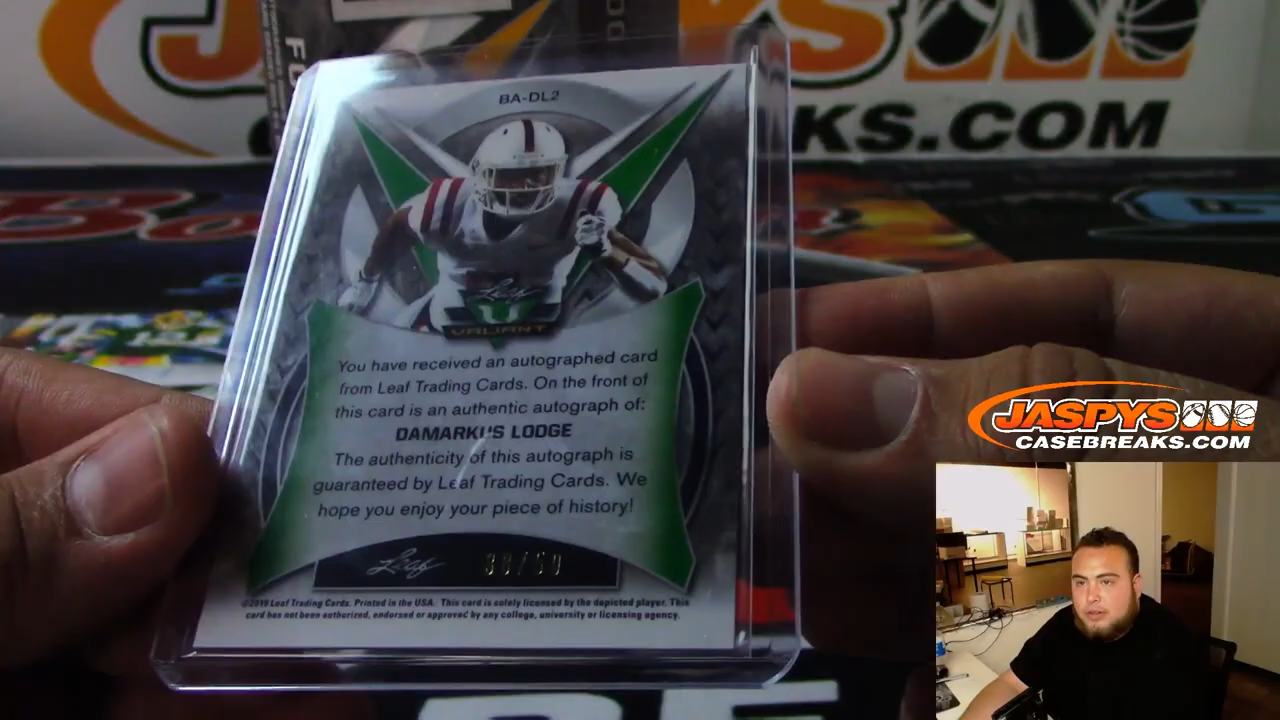 BA-DL2
Leaf
VALIANT
You have received an autographed card
from Leaf Trading Cards. On the front of
this card is an authentic autograph of:
DAMARKUS LODGE
The authenticity of this autograph is
guaranteed by Leaf Trading Cards. We
hope you enjoy your piece of history!
Leaf
©2019 Leaf Trading Cards. Printed in the USA. This card is solely licensed by the depicted player. This
card has not been authorized, endorsed or approved by any college, university or licensing agency.
KS.COM
JASPYS
CASEBREAKS.COM